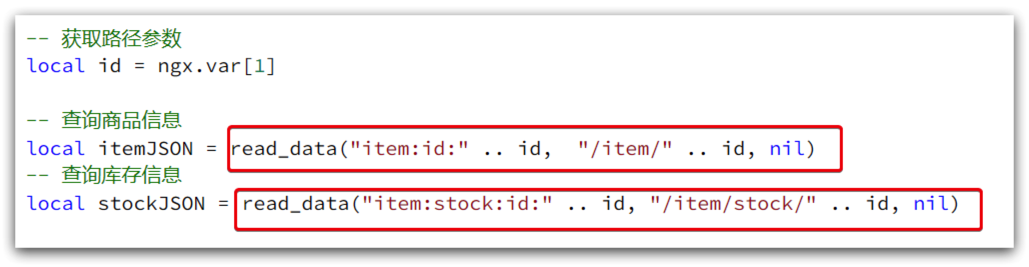 -- 获取路径参数
local id = ngx.var[1]
-- 查询商品信息
local itemJSON = read_data("item:id:" .. id,  "/item/" .. id, nil)
-- 查询库存信息
local stockJSON = read_data("item:stock:id:" .. id, "/item/stock/" .. id, nil)